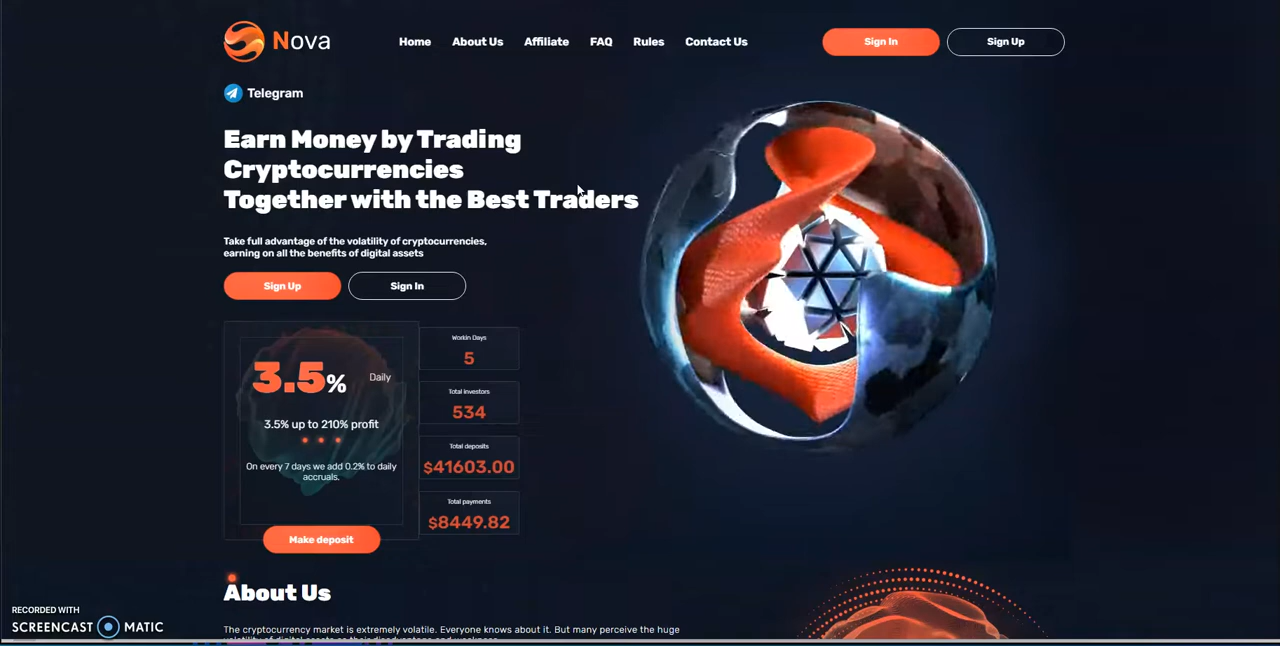 Nova
Home About Us Affiliate FAQ Rules Contact Us
Sign In Sign Up
Telegram
Earn Money by Trading
Cryptocurrencies
Together with the Best Traders
Take full advantage of the volatility of cryptocurrencies,
earning on all the benefits of digital assets
Sign Up Sign In
3.5% Daily
3.5% up to 210% profit
On every 7 days we add 0.2% to daily
accruals.
Make deposit
Workin Days
5
Total investors
534
Total deposits
$41603.00
Total payments
$8449.82
About Us
The cryptocurrency market is extremely volatile. Everyone knows about it. But many perceive the huge
RECORDED WITH
SCREENCAST MATIC